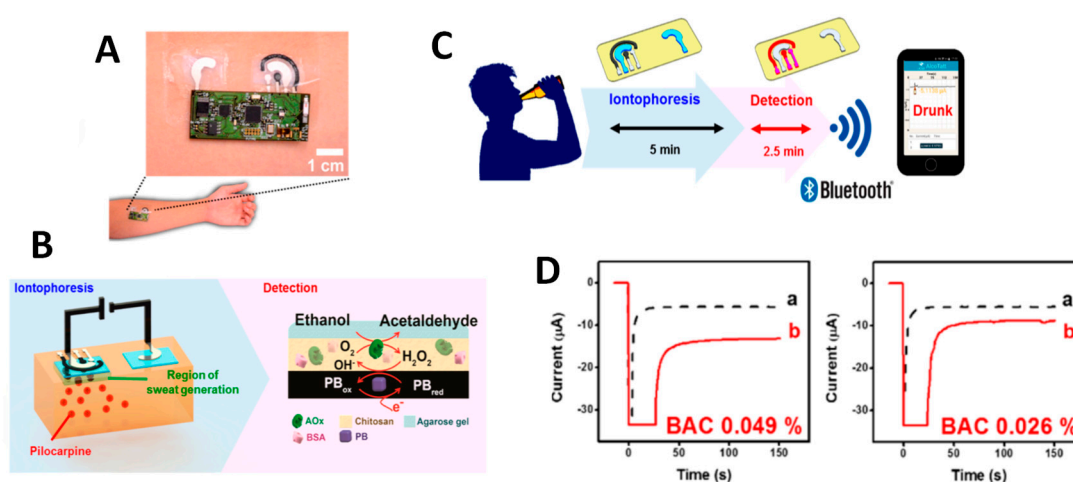 A
1 cm
B
Iontophoresis
Region of
sweat generation
Pilocarpine
Detection
Ethanol
Acetaldehyde
O2
OH-
H2O2
PBox
PBred
e-
AOx
Chitosan
Agarose gel
BSA
PB
C
Iontophoresis
5 min
Detection
2.5 min
Bluetooth®
Drunk
D
Current (μA)
0
-10
-20
-30
a
b
BAC 0.049 %
0
50
100
150
Time (s)
Current (μA)
0
-10
-20
-30
a
b
BAC 0.026 %
0
50
100
150
Time (s)